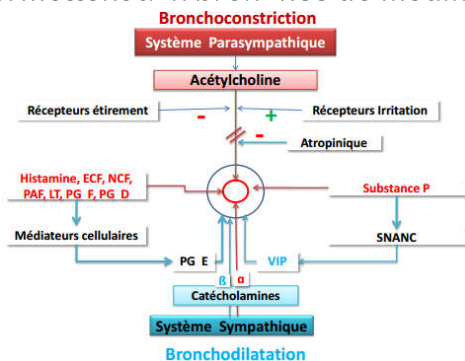 Bronchoconstriction
Système Parasympathique
Acétylcholine
Récepteurs étirement
-
+
Récepteurs Irritation
-
Atropinique
Histamine, ECF, NCF,
PAF, LT, PG F, PG D
Substance P
Médiateurs cellulaires
SNANC
PG E
VIP
ß
α
Catécholamines
Système Sympathique
Bronchodilatation